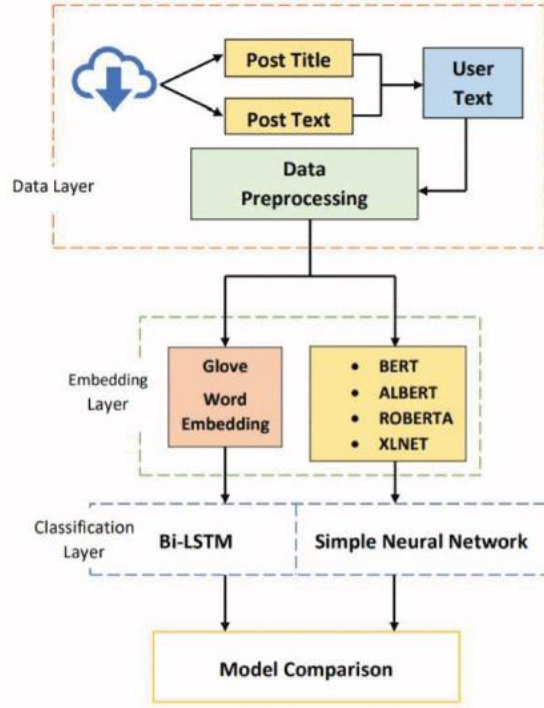 Post Title
Post Text
User
Text
Data Layer
Data
Preprocessing
Embedding
Layer
Glove
Word
Embedding
• BERT
• ALBERT
• ROBERTA
• XLNET
Classification
Layer
Bi-LSTM
Simple Neural Network
Model Comparison